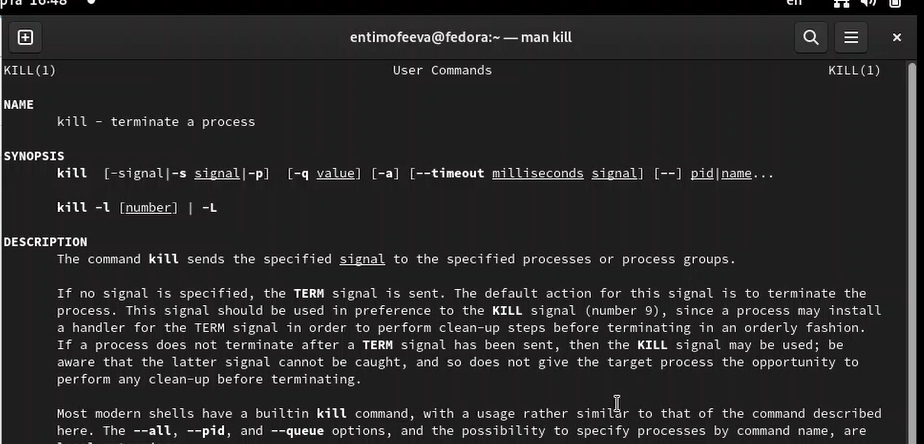 16:48 en
entimofeeva@fedora:~ — man kill
KILL(1) User Commands KILL(1)
NAME
kill - terminate a process
SYNOPSIS
kill [-signal|-s signal|-p] [-q value] [-a] [--timeout milliseconds signal] [--] pid|name...
kill -l [number] | -L
DESCRIPTION
The command kill sends the specified signal to the specified processes or process groups.
If no signal is specified, the TERM signal is sent. The default action for this signal is to terminate the
process. This signal should be used in preference to the KILL signal (number 9), since a process may install
a handler for the TERM signal in order to perform clean-up steps before terminating in an orderly fashion.
If a process does not terminate after a TERM signal has been sent, then the KILL signal may be used; be
aware that the latter signal cannot be caught, and so does not give the target process the opportunity to
perform any clean-up before terminating.
Most modern shells have a builtin kill command, with a usage rather similar to that of the command described
here. The --all, --pid, and --queue options, and the possibility to specify processes by command name, are